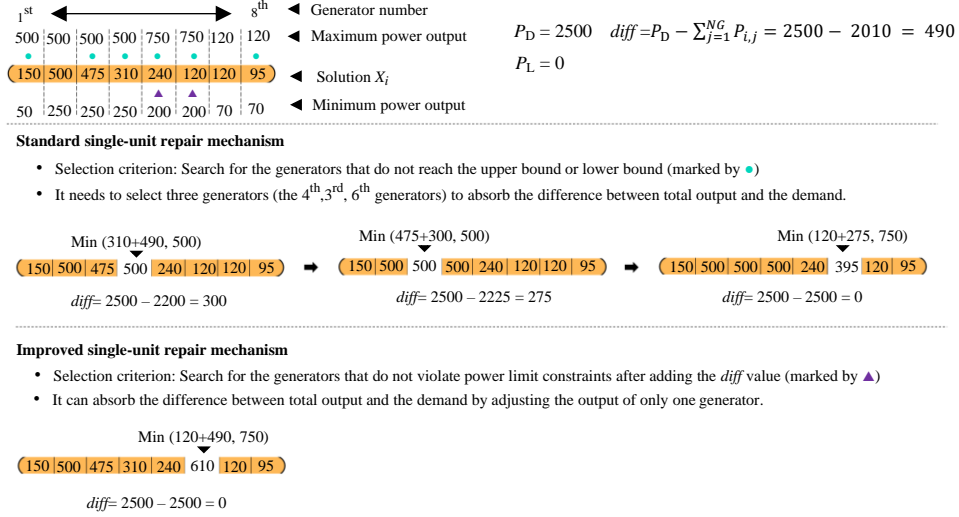 1st 8th ◄ Generator number
500 500 500 500 750 750 120 120 ◄ Maximum power output
(150 500 475 310 240 120 120 95) ◄ Solution Xi
50 250 250 250 200 200 70 70 ◄ Minimum power output
PD = 2500 diff =PD − ∑NGj=1 Pi,j = 2500 − 2010 = 490
PL = 0
Standard single-unit repair mechanism
• Selection criterion: Search for the generators that do not reach the upper bound or lower bound (marked by ●)
• It needs to select three generators (the 4th,3rd, 6th generators) to absorb the difference between total output and the demand.
Min (310+490, 500)
(150 500 475 500 240 120 120 95)
diff= 2500 – 2200 = 300
Min (475+300, 500)
(150 500 500 500 240 120 120 95)
diff= 2500 – 2225 = 275
Min (120+275, 750)
(150 500 500 500 240 395 120 95)
diff= 2500 – 2500 = 0
Improved single-unit repair mechanism
• Selection criterion: Search for the generators that do not violate power limit constraints after adding the diff value (marked by ▲)
• It can absorb the difference between total output and the demand by adjusting the output of only one generator.
Min (120+490, 750)
(150 500 475 310 240 610 120 95)
diff= 2500 – 2500 = 0